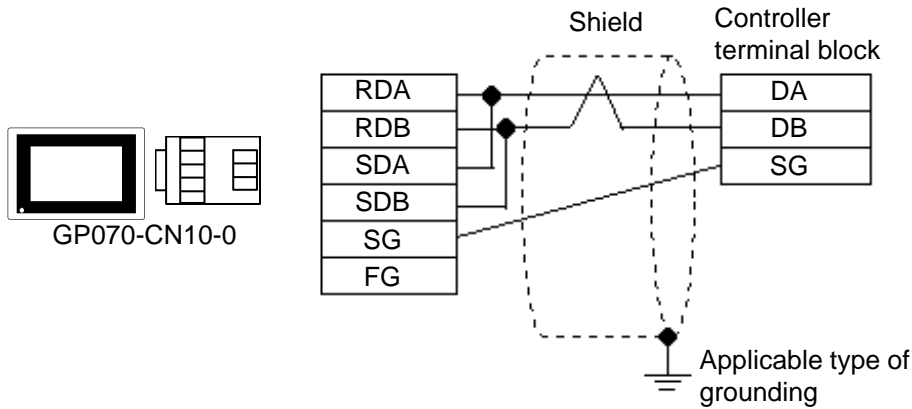 Shield
Controller
terminal block
RDA
RDB
SDA
SDB
SG
FG
DA
DB
SG
GP070-CN10-0
Applicable type of
grounding